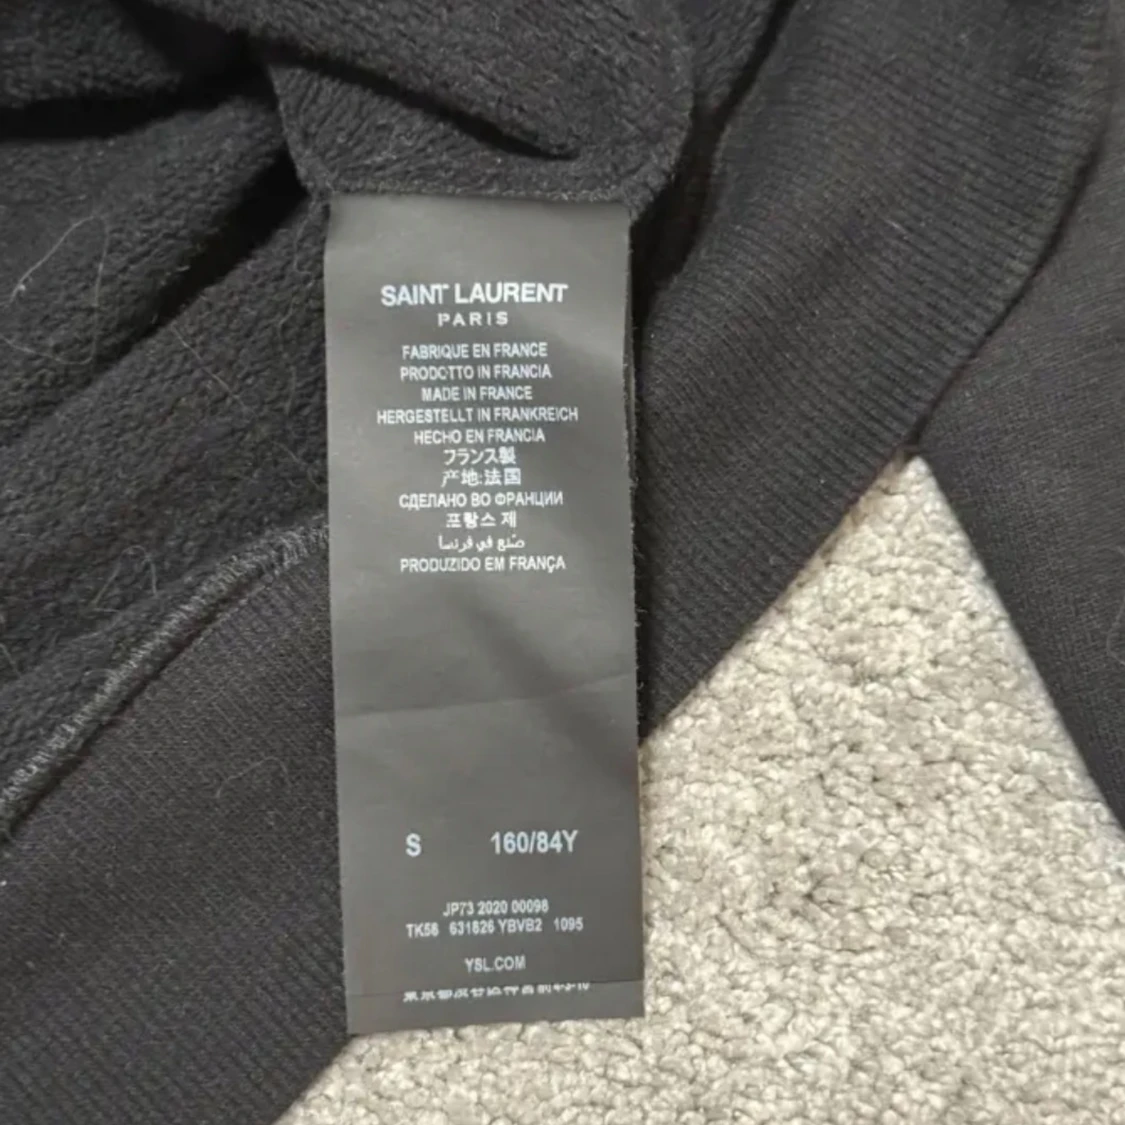 SAINT LAURENT
PARIS
FABRIQUE EN FRANCE
PRODOTTO IN FRANCIA
MADE IN FRANCE
HERGESTELLT IN FRANKREICH
HECHO EN FRANCIA
フランス製
产地:法国
СДЕЛАНО ВО ФРАНЦИИ
프랑스 제
صنع في فرنسا
PRODUZIDO EM FRANÇA
S 160/84Y
JP73 2020 00098
TK58 631826 YBVB2 1095
YSL.COM